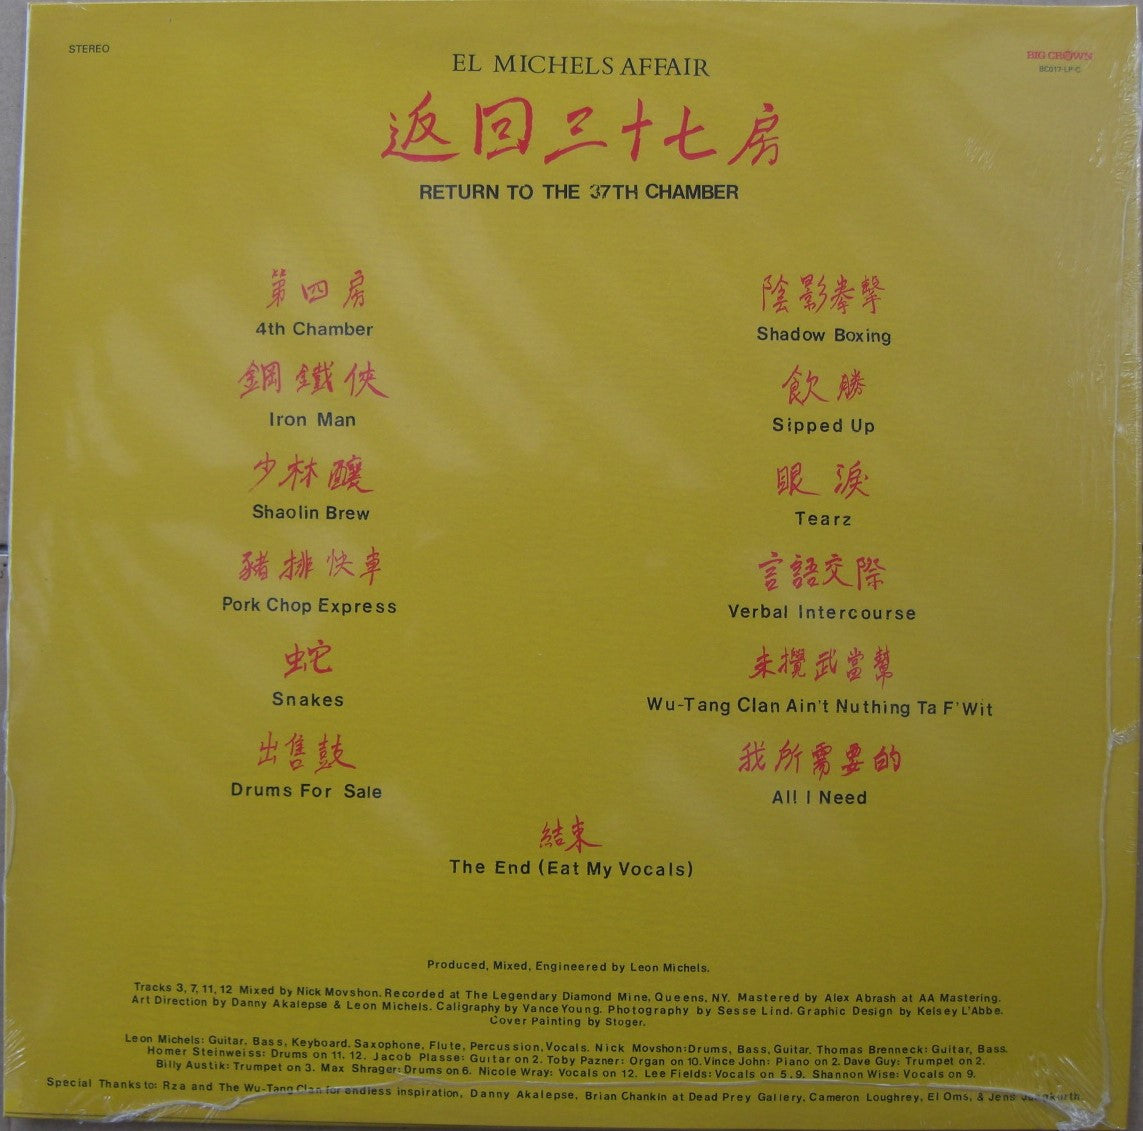 STEREO
EL MICHELS AFFAIR
BIG CROWN
BC017-LP-C
返回三十七房
RETURN TO THE 37TH CHAMBER
第四房
4th Chamber
鋼鐵俠
Iron Man
少林釀
Shaolin Brew
豬排快車
Pork Chop Express
蛇
Snakes
出售鼓
Drums For Sale
陰影拳擊
Shadow Boxing
飲勝
Sipped Up
眼淚
Tearz
言語交際
Verbal Intercourse
未攪武當幫
Wu-Tang Clan Ain't Nuthing Ta F'Wit
我所需要的
All I Need
結束
The End (Eat My Vocals)
Produced, Mixed, Engineered by Leon Michels.
Tracks 3, 7, 11, 12 Mixed by Nick Movshon. Recorded at The Legendary Diamond Mine, Queens, NY. Mastered by Alex Abrash at AA Mastering.
Art Direction by Danny Akalepse & Leon Michels. Caligraphy by Vance Young. Photography by Sesse Lind. Graphic Design by Kelsey L'Abbe.
Cover Painting by Stoger.
Leon Michels: Guitar, Bass, Keyboard, Saxophone, Flute, Percussion, Vocals. Nick Movshon: Drums, Bass, Guitar. Thomas Brenneck: Guitar, Bass.
Homer Steinweiss: Drums on 11, 12. Jacob Plasse: Guitar on 2. Toby Pazner: Organ on 10. Vince John: Piano on 2. Dave Guy: Trumpet on 2.
Billy Austik: Trumpet on 3. Max Shrager: Drums on 6. Nicole Wray: Vocals on 12. Lee Fields: Vocals on 5, 9. Shannon Wise: Vocals on 9.
Special Thanks to: Rza and The Wu-Tang Clan for endless inspiration, Danny Akalepse, Brian Chankin at Dead Prey Gallery, Cameron Loughrey, El Oms, & Jens Jungkurth